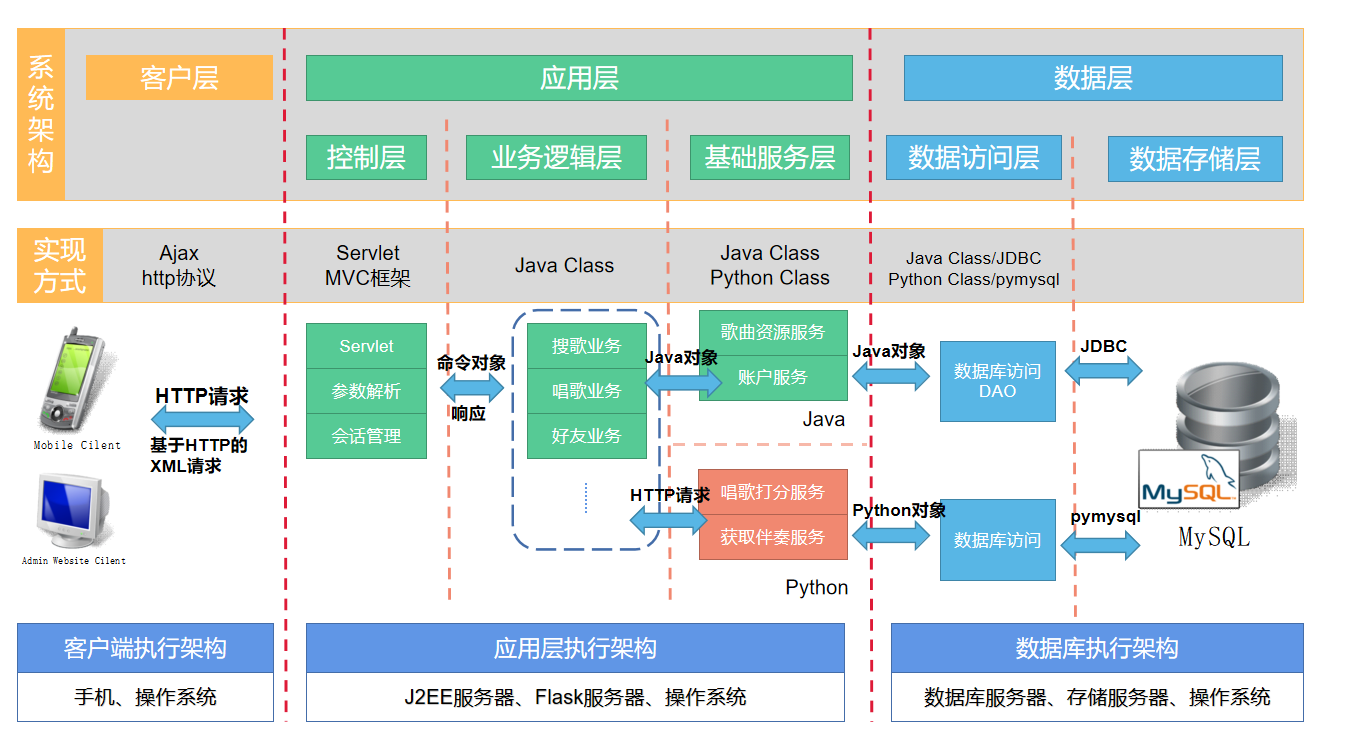 系统架构
客户层
应用层
数据层
控制层
业务逻辑层
基础服务层
数据访问层
数据存储层
实现
方式
Ajax
http协议
Servlet
MVC框架
Java Class
Java Class
Python Class
Java Class/JDBC
Python Class/pymysql
Mobile Cilent
Admin Website Cilent
HTTP请求
基于HTTP的
XML请求
Servlet
参数解析
会话管理
命令对象
响应
搜歌业务
唱歌业务
好友业务
Java对象
HTTP请求
歌曲资源服务
账户服务
Java
唱歌打分服务
获取伴奏服务
Python
Java对象
Python对象
数据库访问
DAO
数据库访问
JDBC
pymysql
MySQL
MySQL
客户端执行架构
手机、操作系统
应用层执行架构
J2EE服务器、Flask服务器、操作系统
数据库执行架构
数据库服务器、存储服务器、操作系统